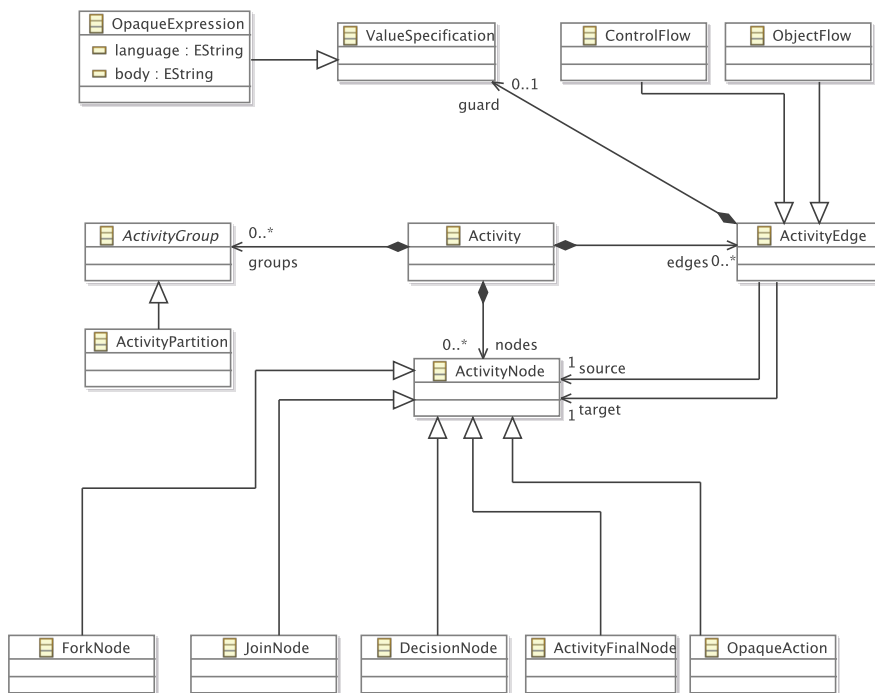 OpaqueExpression
language : EString
body : EString
ValueSpecification
ControlFlow
ObjectFlow
0..1
guard
ActivityGroup
0..*
groups
Activity
edges 0..*
ActivityEdge
ActivityPartition
0..* nodes
ActivityNode
1 source
1 target
ForkNode
JoinNode
DecisionNode
ActivityFinalNode
OpaqueAction